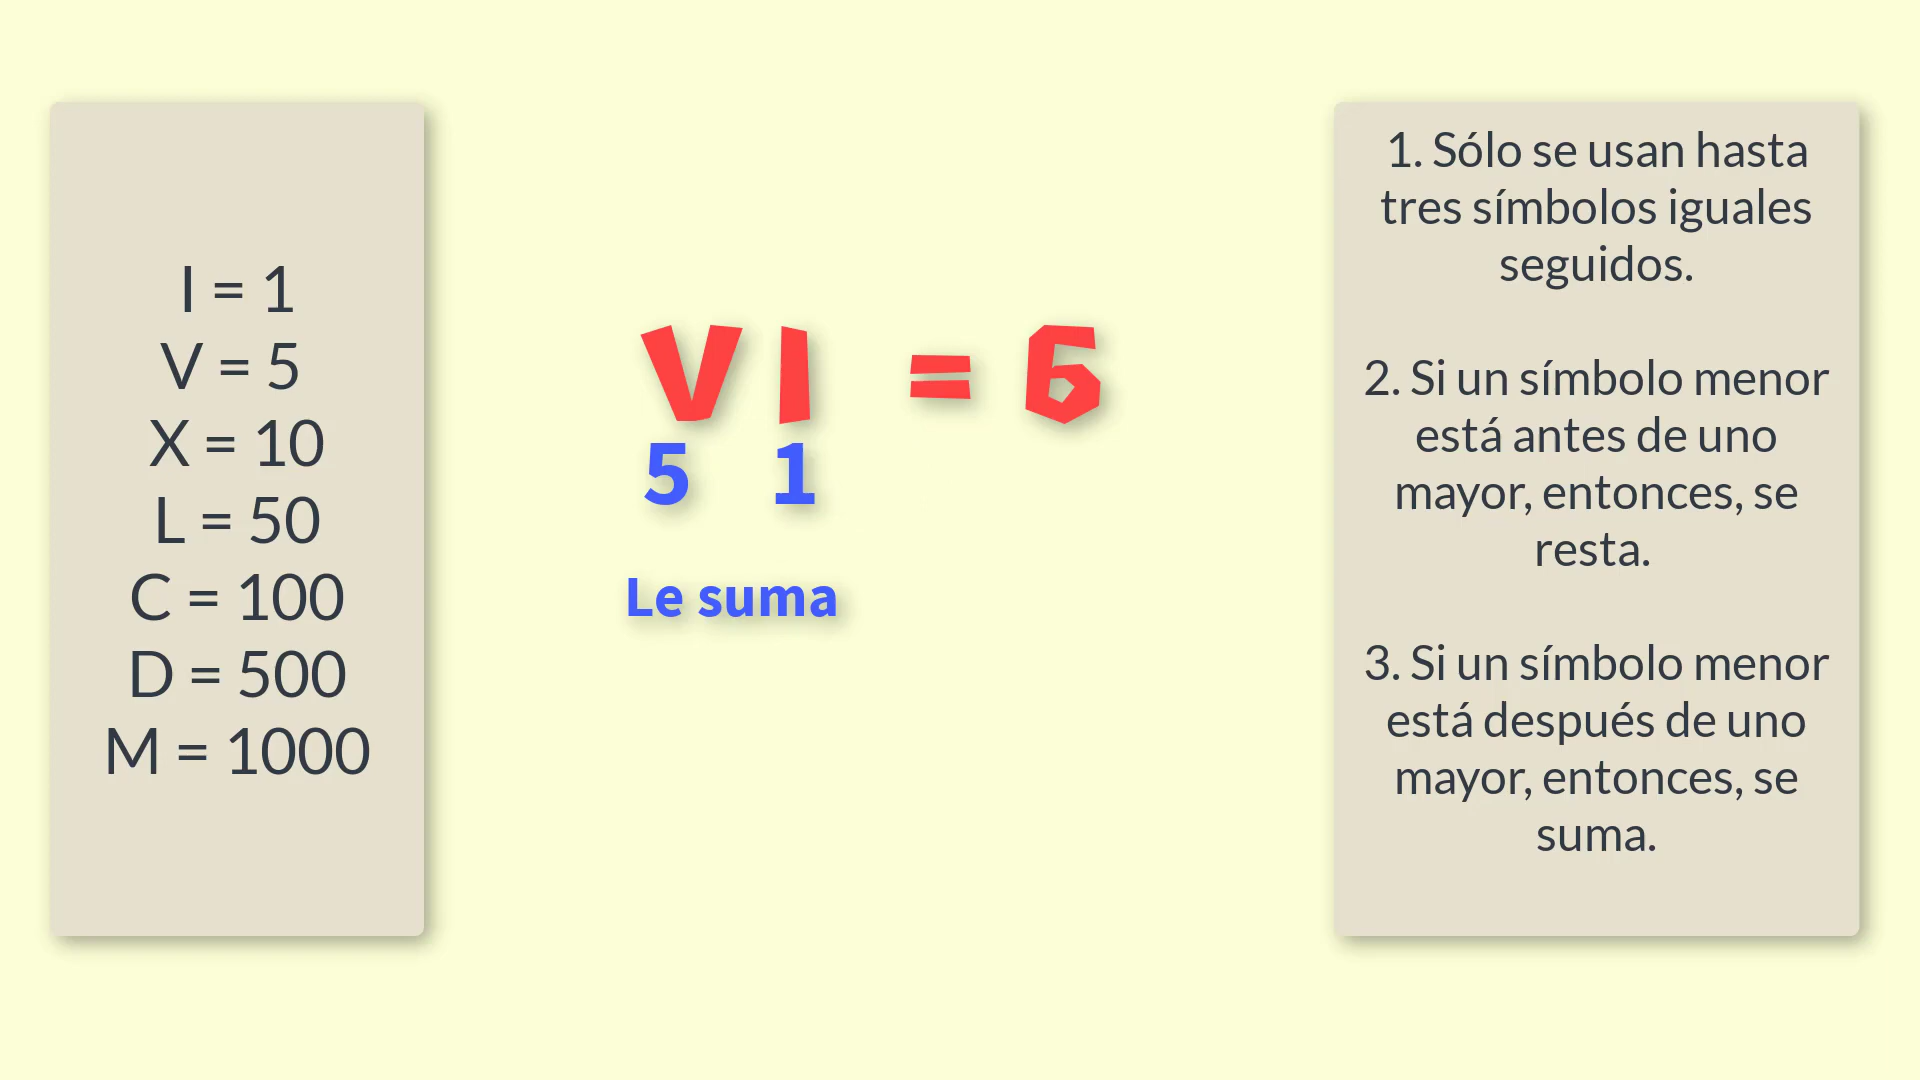 I = 1
V = 5
X = 10
L = 50
C = 100
D = 500
M = 1000
VI = 6
5 1
Le suma
1. Sólo se usan hasta
tres símbolos iguales
seguidos.
2. Si un símbolo menor
está antes de uno
mayor, entonces, se
resta.
3. Si un símbolo menor
está después de uno
mayor, entonces, se
suma.